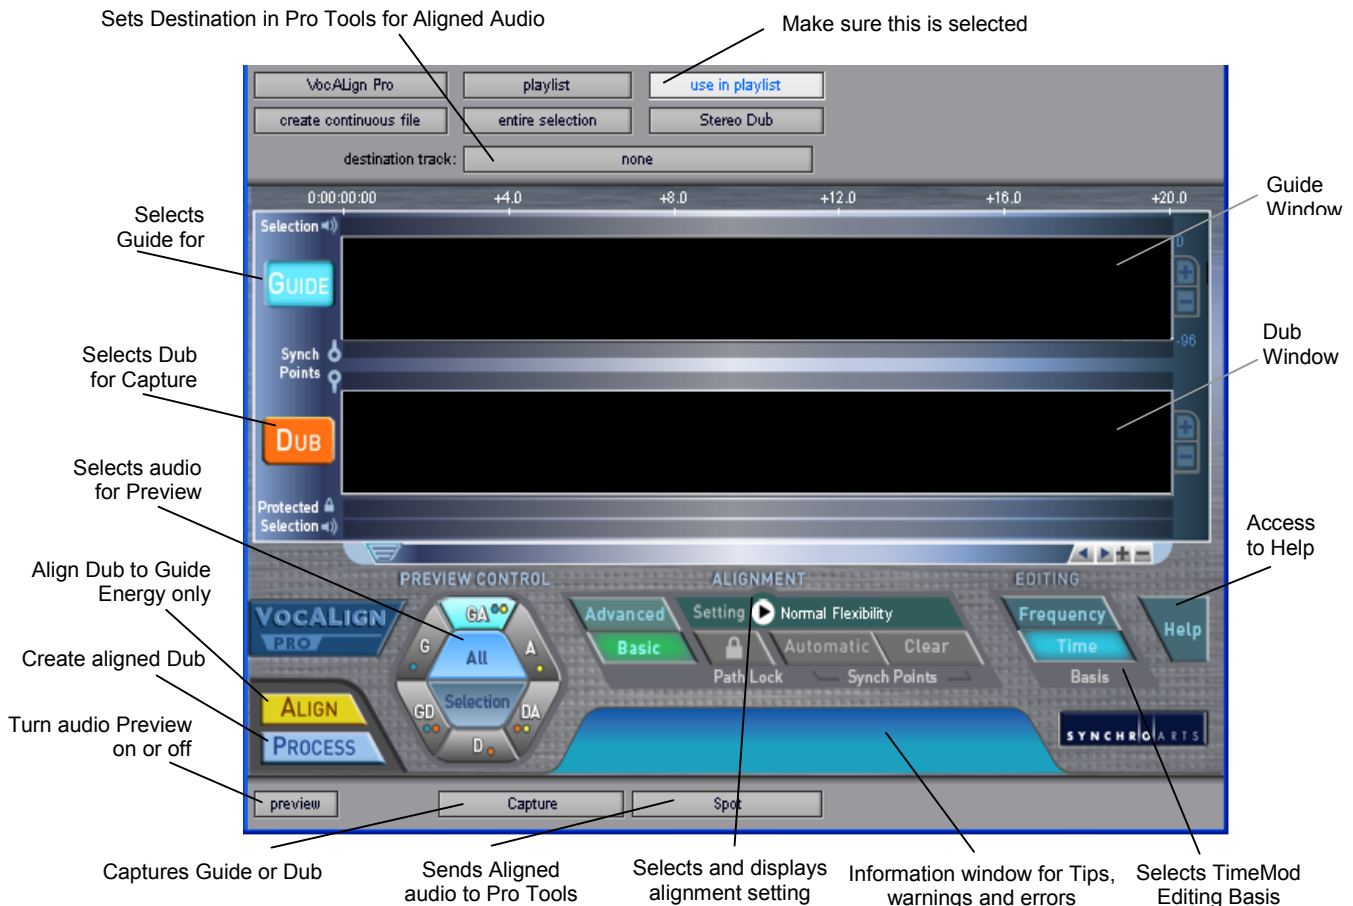 Sets Destination in Pro Tools for Aligned Audio
Make sure this is selected
VocALign Pro
playlist
use in playlist
create continuous file
entire selection
Stereo Dub
destination track:
none
0:00:00:00
+4.0
+8.0
+12.0
+16.0
+20.0
Guide
Window
Selects
Guide for
Selection
GUIDE
0
-96
Synch
Points
Selects Dub
for Capture
Dub
Window
DUB
Selects audio
for Preview
Protected
Selection
Access
to Help
Align Dub to Guide
Energy only
PREVIEW CONTROL
ALIGNMENT
EDITING
VOCALIGN
PRO
GA
G
All
A
Selection
GD
DA
D
Advanced
Setting
Normal Flexibility
Basic
Automatic
Clear
Path Lock
Synch Points
Frequency
Time
Basis
Help
Create aligned Dub
ALIGN
PROCESS
Turn audio Preview
on or off
SYNCHROARTS
preview
Capture
Spot
Captures Guide or Dub
Sends Aligned
audio to Pro Tools
Selects and displays
alignment setting
Information window for Tips,
warnings and errors
Selects TimeMod
Editing Basis